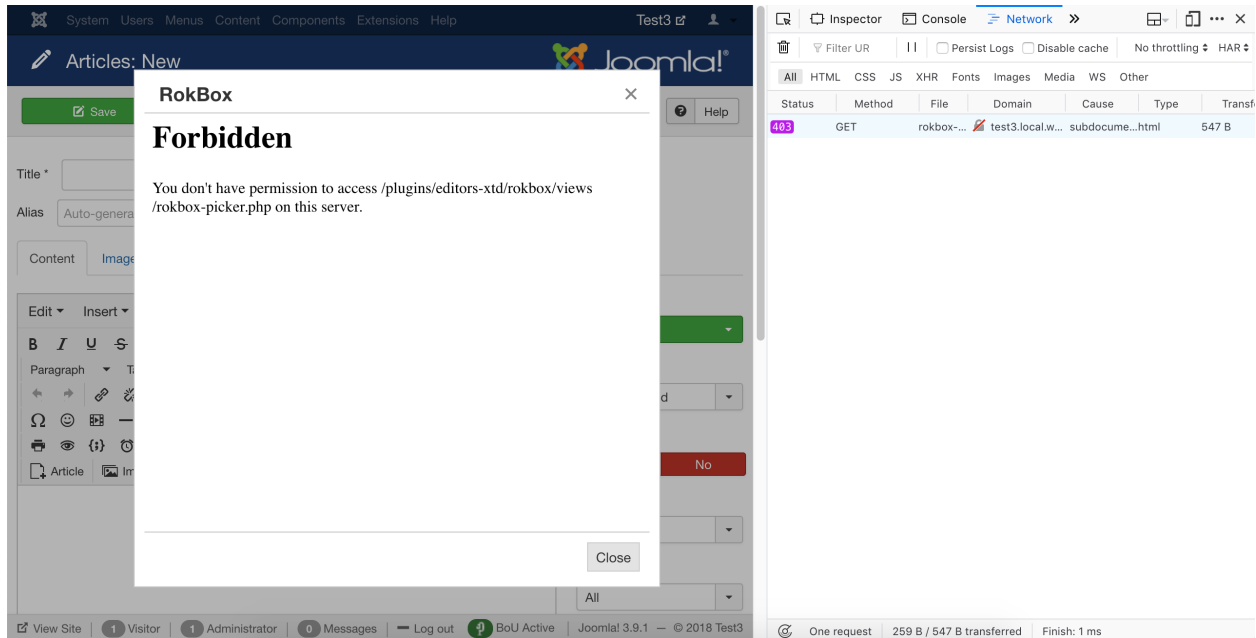 System Users Menus Content Components Extensions Help Test3
Articles: New
Joomla!®
Save
Help
RokBox
Forbidden
You don't have permission to access /plugins/editors-xtd/rokbox/views
/rokbox-picker.php on this server.
Title *
Alias Auto-genera
Content Image
Edit Insert
B I U S
Paragraph
Article
No
Close
All
View Site 1 Visitor 1 Administrator 0 Messages Log out BoU Active Joomla! 3.9.1 — © 2018 Test3
Inspector Console Network
Filter UR Persist Logs Disable cache No throttling HAR
All HTML CSS JS XHR Fonts Images Media WS Other
Status Method File Domain Cause Type Transf
403 GET rokbox-... test3.local.w... subdocume...html 547 B
One request 259 B / 547 B transferred Finish: 1 ms